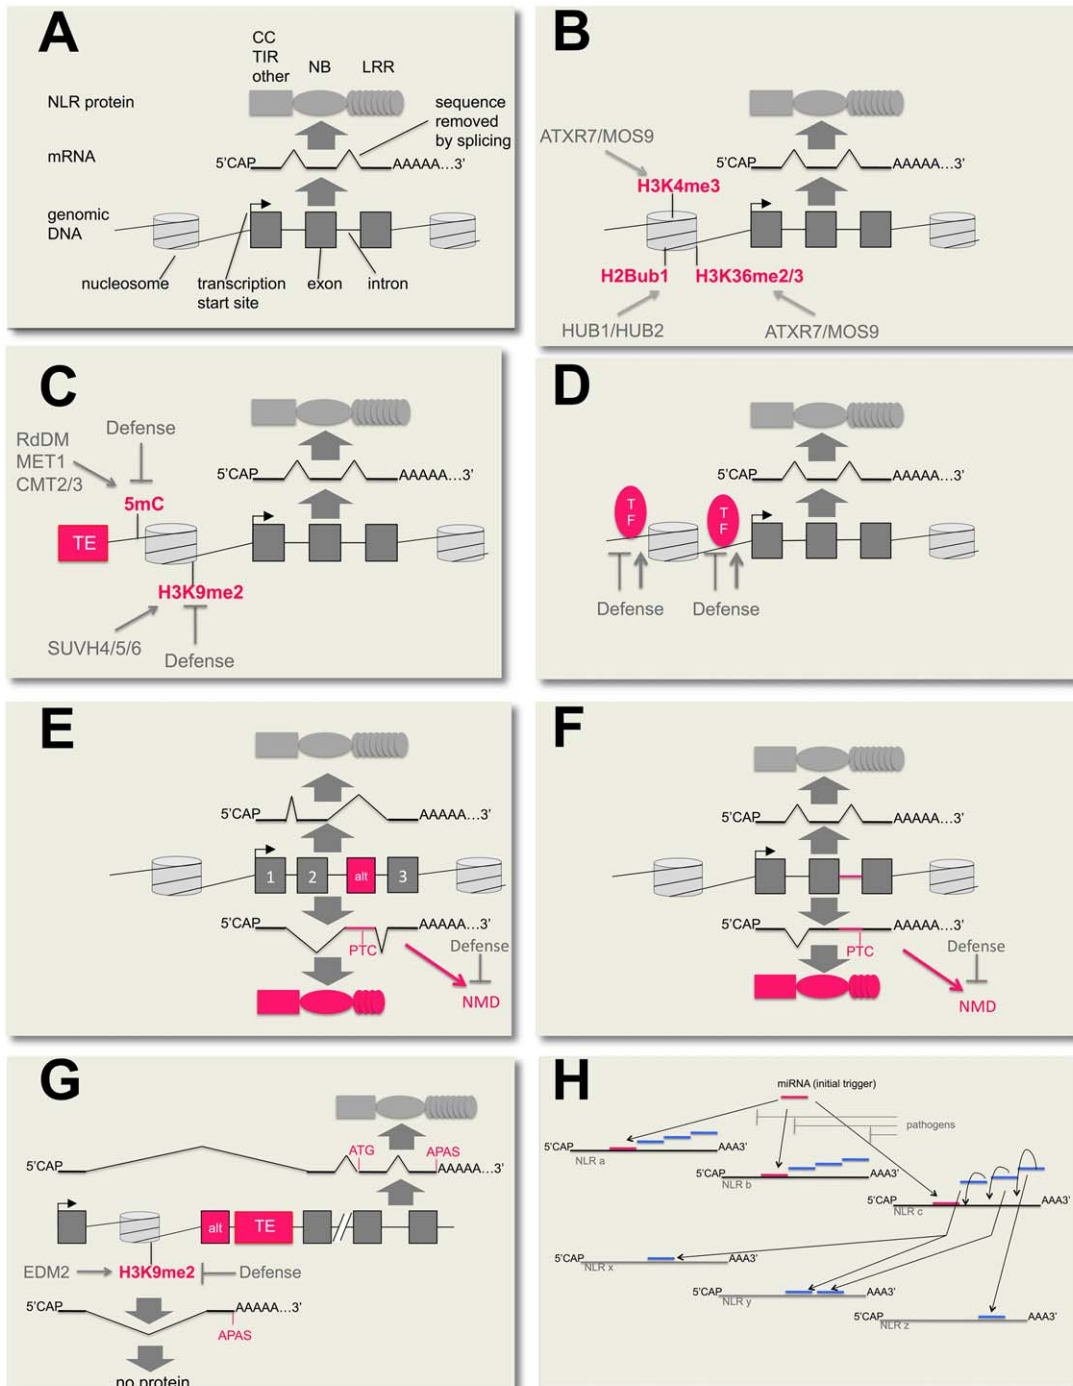 A
CC
TIR
other
NB
LRR
NLR protein
sequence
removed
by splicing
mRNA
5'CAP
AAAAA...3'
genomic
DNA
nucleosome
transcription
start site
exon
intron
B
ATXR7/MOS9
5'CAP
AAAAA...3'
H3K4me3
H2Bub1
H3K36me2/3
HUB1/HUB2
ATXR7/MOS9
C
Defense
RdDM
MET1
CMT2/3
5'CAP
AAAAA...3'
5mC
TE
H3K9me2
SUVH4/5/6
Defense
D
5'CAP
AAAAA...3'
TF
TF
Defense
Defense
E
5'CAP
AAAAA...3'
1
2
alt
3
5'CAP
AAAAA...3'
PTC
Defense
NMD
F
5'CAP
AAAAA...3'
5'CAP
AAAAA...3'
PTC
Defense
NMD
G
ATG
APAS
5'CAP
AAAAA...3'
alt
TE
EDM2
H3K9me2
Defense
5'CAP
AAAAA...3'
APAS
no protein
H
miRNA (initial trigger)
pathogens
5'CAP
AAA3'
NLR a
5'CAP
AAA3'
NLR b
5'CAP
AAA3'
NLR c
5'CAP
AAA3'
NLR x
5'CAP
AAA3'
NLR y
5'CAP
AAA3'
NLR z